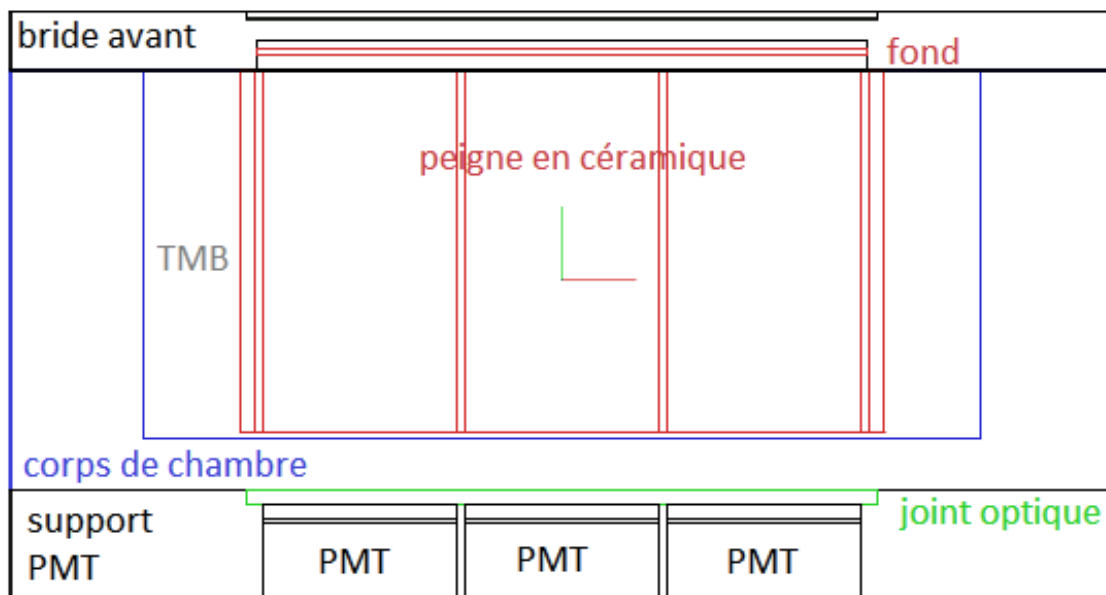 bride avant
fond
peigne en céramique
TMB
corps de chambre
support
PMT
joint optique
PMT
PMT
PMT